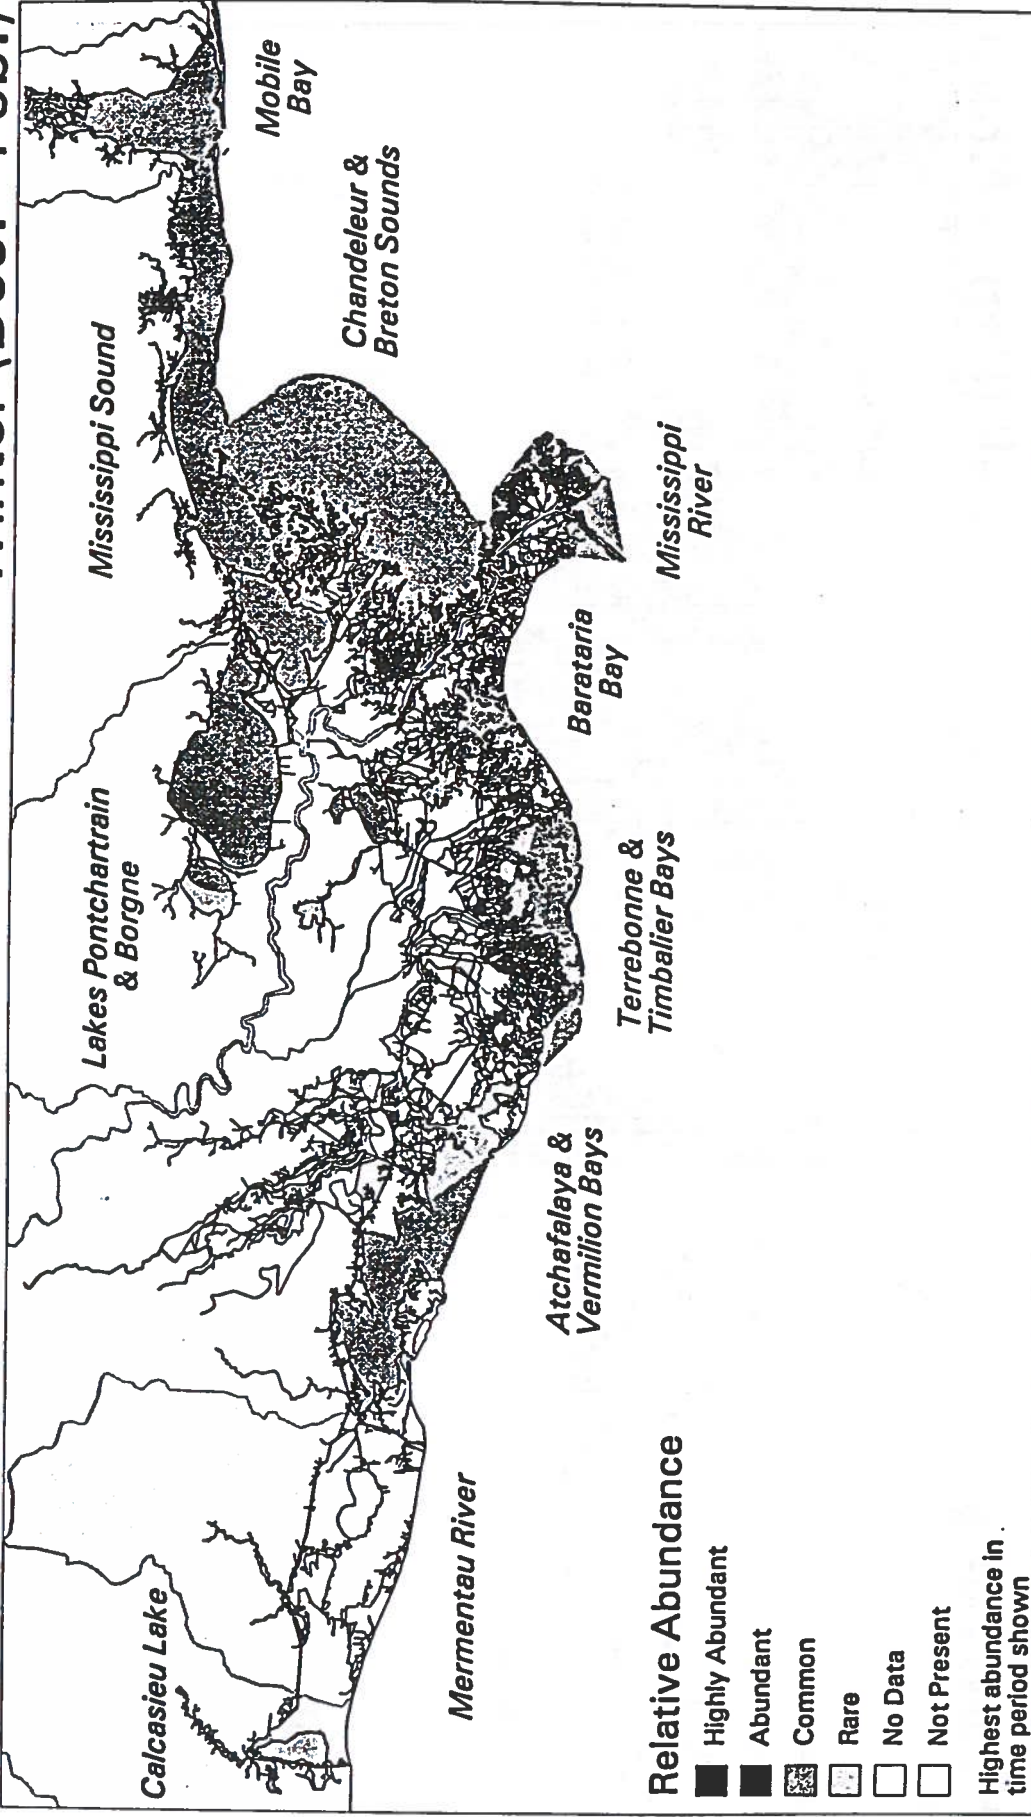 Mobile
Bay
Chandeleur &
Breton Sounds
Mississippi Sound
Mississippi
River
Barataria
Bay
Lakes Pontchartrain
& Borgne
Terrebonne &
Timbalier Bays
Atchafalaya &
Vermilion Bays
Mermentau River
Calcasieu Lake
Relative Abundance
Highly Abundant
Abundant
Common
Rare
No Data
Not Present
Highest abundance in
time period shown